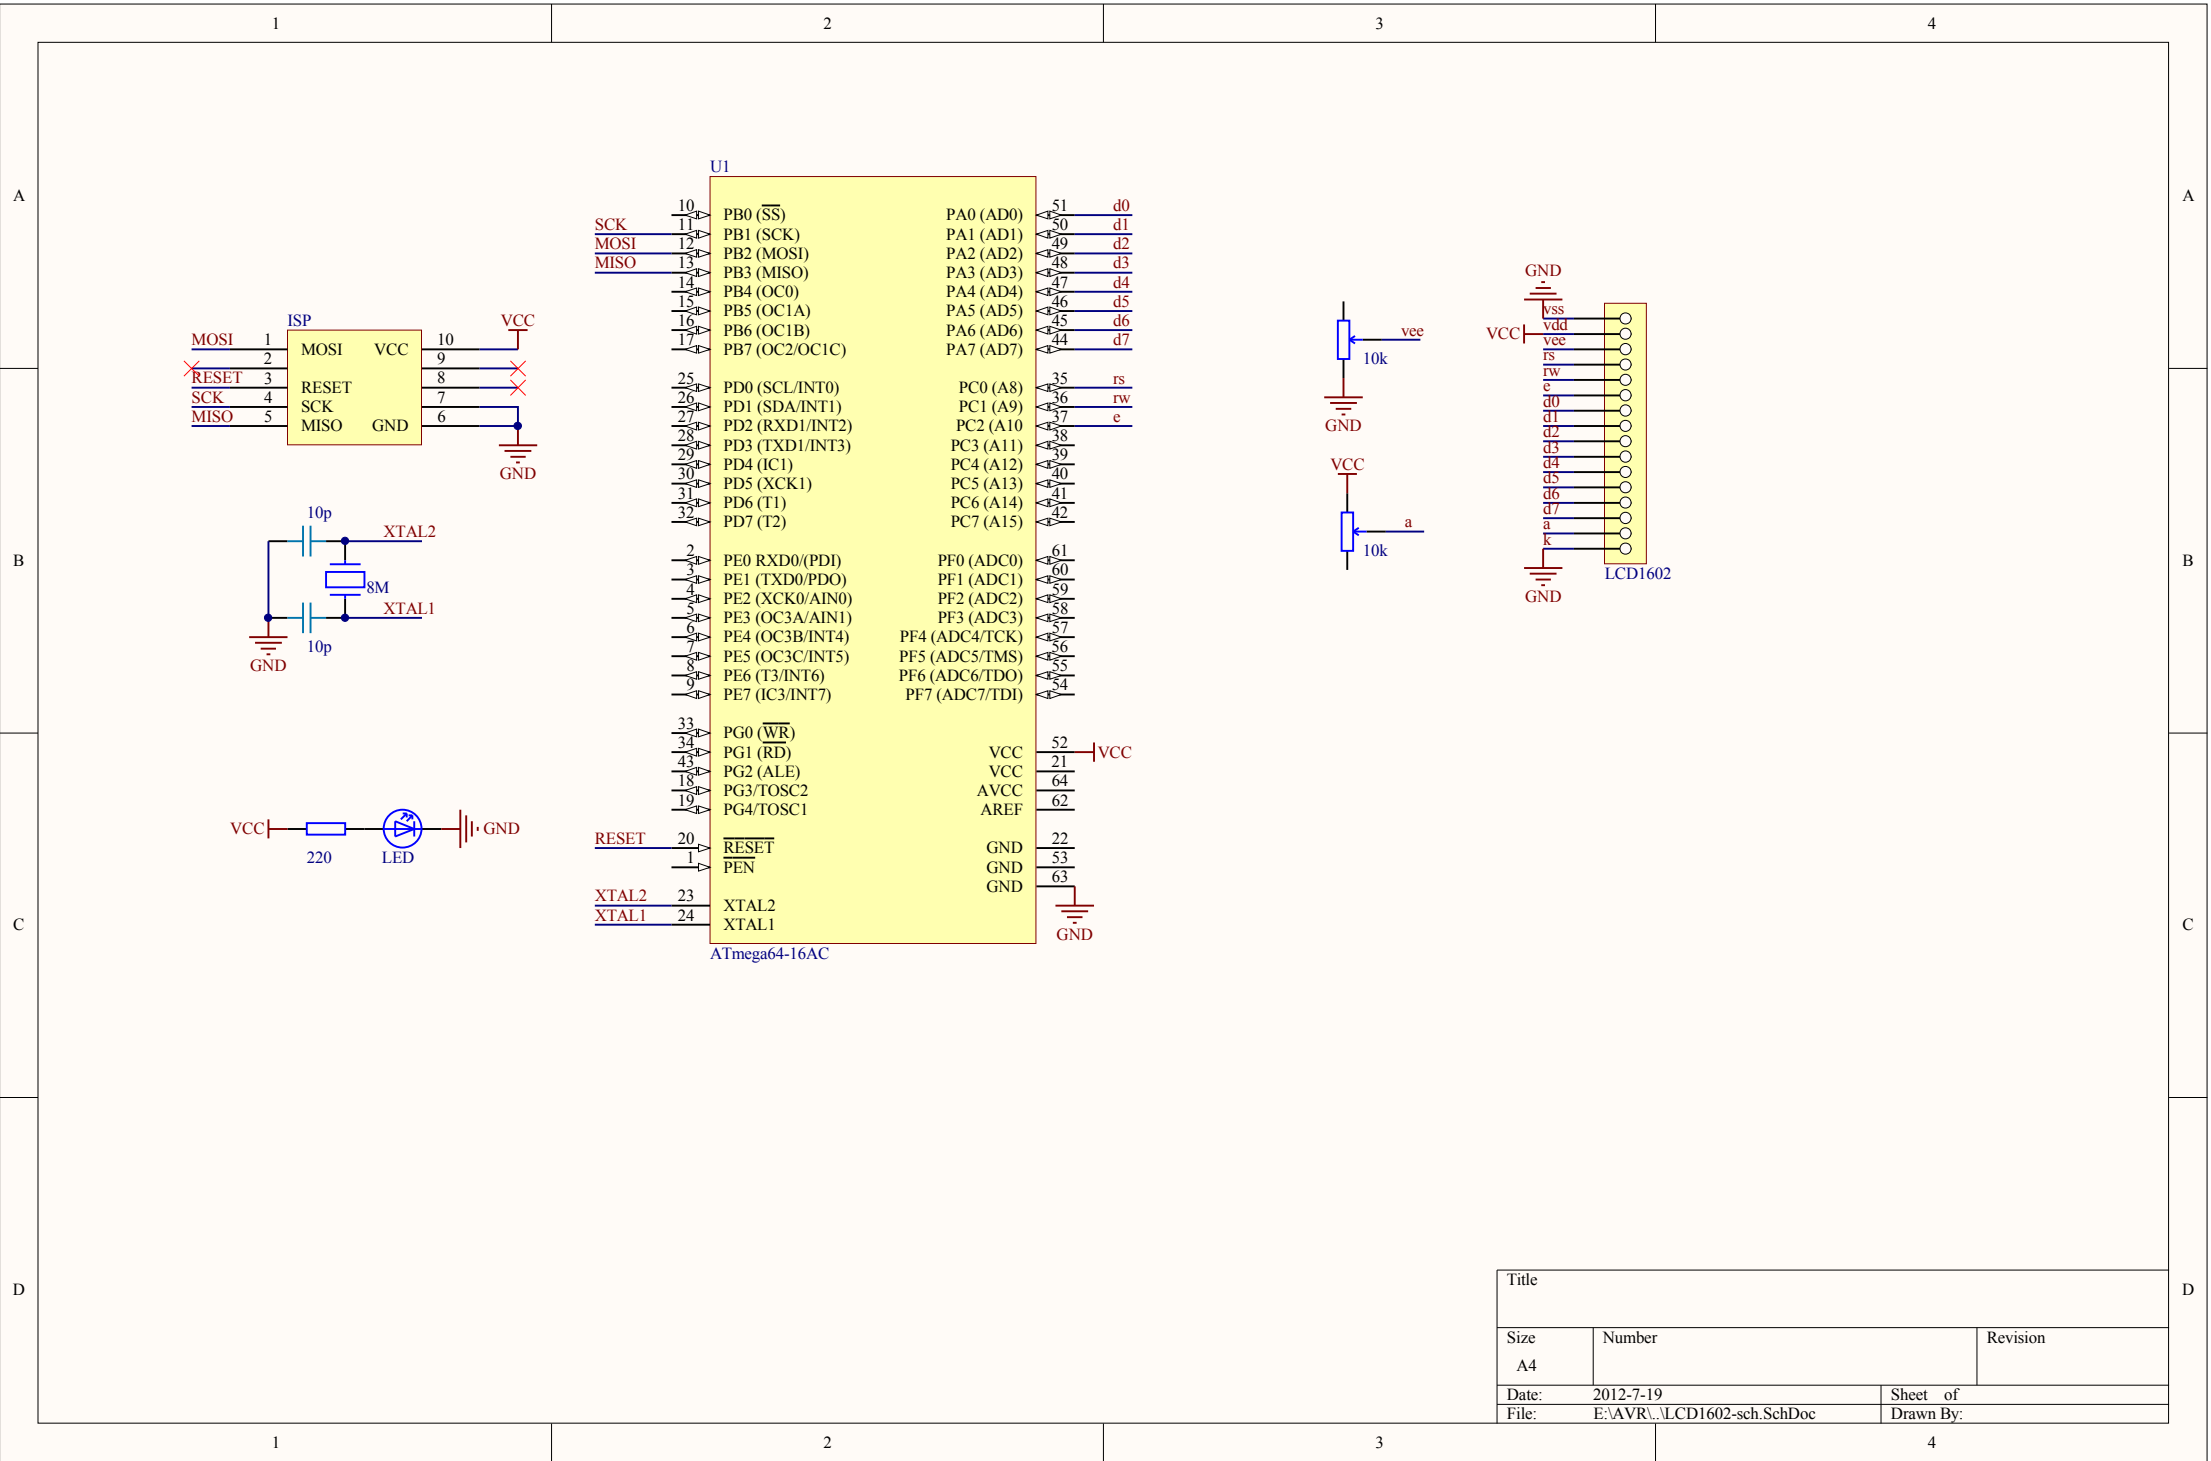 1 2 3 4
A
B
C
D
A
B
C
D
1 2 3 4
ISP
MOSI 1 MOSI VCC 10 VCC
2 9
RESET 3 RESET 8
SCK 4 SCK 7
MISO 5 MISO GND 6
GND
10p
XTAL2
8M
XTAL1
10p
GND
VCC GND
220 LED
U1
10 PB0 (SS) PA0 (AD0) 51 d0
SCK 11 PB1 (SCK) PA1 (AD1) 50 d1
MOSI 12 PB2 (MOSI) PA2 (AD2) 49 d2
MISO 13 PB3 (MISO) PA3 (AD3) 48 d3
14 PB4 (OC0) PA4 (AD4) 47 d4
15 PB5 (OC1A) PA5 (AD5) 46 d5
16 PB6 (OC1B) PA6 (AD6) 45 d6
17 PB7 (OC2/OC1C) PA7 (AD7) 44 d7
25 PD0 (SCL/INT0) PC0 (A8) 35 rs
26 PD1 (SDA/INT1) PC1 (A9) 36 rw
27 PD2 (RXD1/INT2) PC2 (A10 37 e
28 PD3 (TXD1/INT3) PC3 (A11) 38
29 PD4 (IC1) PC4 (A12) 39
30 PD5 (XCK1) PC5 (A13) 40
31 PD6 (T1) PC6 (A14) 41
32 PD7 (T2) PC7 (A15) 42
2 PE0 RXD0/(PDI) PF0 (ADC0) 61
3 PE1 (TXD0/PDO) PF1 (ADC1) 60
4 PE2 (XCK0/AIN0) PF2 (ADC2) 59
5 PE3 (OC3A/AIN1) PF3 (ADC3) 58
6 PE4 (OC3B/INT4) PF4 (ADC4/TCK) 57
7 PE5 (OC3C/INT5) PF5 (ADC5/TMS) 56
8 PE6 (T3/INT6) PF6 (ADC6/TDO) 55
9 PE7 (IC3/INT7) PF7 (ADC7/TDI) 54
33 PG0 (WR)
34 PG1 (RD) VCC 52 VCC
43 PG2 (ALE) VCC 21
18 PG3/TOSC2 AVCC 64
19 PG4/TOSC1 AREF 62
RESET 20 RESET GND 22
1 PEN GND 53
GND 63
XTAL2 23 XTAL2
XTAL1 24 XTAL1
GND
ATmega64-16AC
vee
10k
GND
VCC
a
10k
GND
vss
VCC vdd
vee
rs
rw
e
d0
d1
d2
d3
d4
d5
d6
d7
a
k
LCD1602
GND
Title
Size Number Revision
A4
Date: 2012-7-19 Sheet of
File: E:\AVR\..\LCD1602-sch.SchDoc Drawn By: